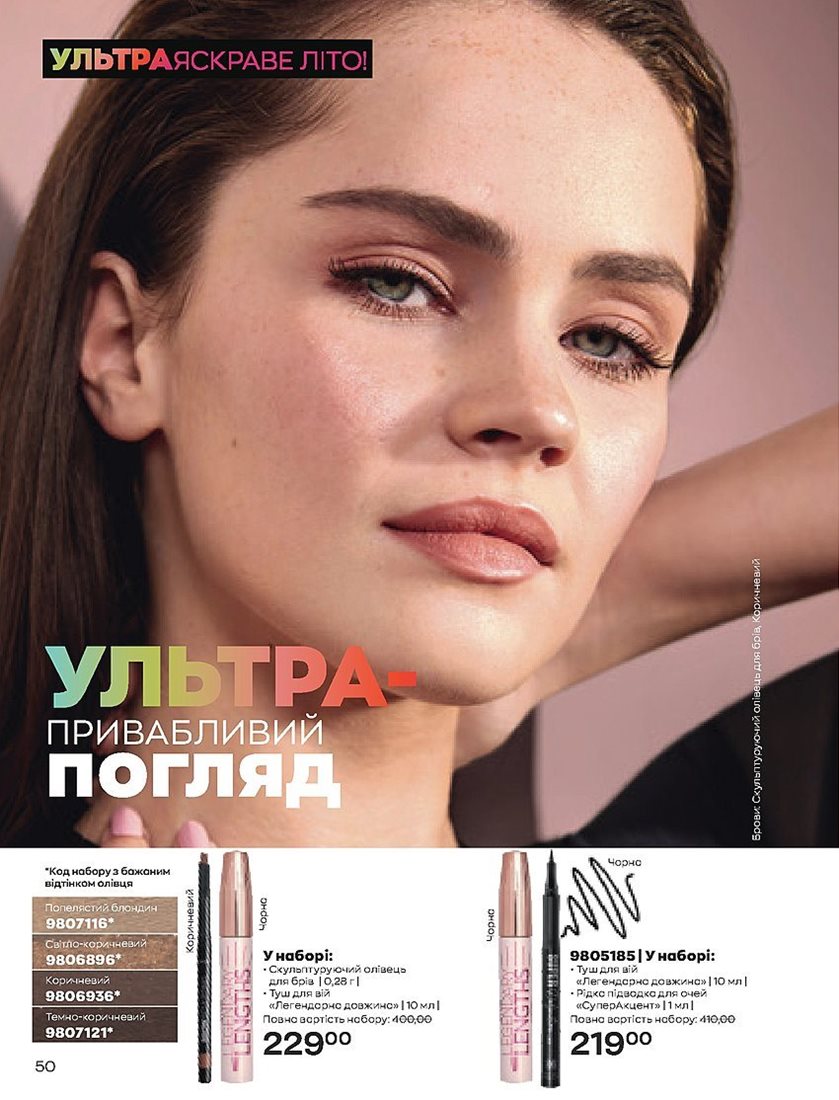 УЛЬТРАЯСКРАВЕ ЛІТО!
УЛЬТРА-
ПРИВАБЛИВИЙ
ПОГЛЯД
Брови: Скульптуруючий олівець для брів, Коричневий
*Код набору з бажаним
відтінком олівця
Попелястий блондин
9807116*
Світло-коричневий
9806896*
Коричневий
9806936*
Темно-коричневий
9807121*
Коричневий
Чорна
LEGENDARY
LENGTHS
У наборі:
• Скульптуруючий олівець
для брів | 0,28 г |
• Туш для вій
«Легендарна довжина» | 10 мл |
Повна вартість набору: 400,00
229⁰⁰
Чорна
LEGENDARY
LENGTHS
Чорна
9805185 | У наборі:
• Туш для вій
«Легендарна довжина» | 10 мл |
• Рідка підводка для очей
«СуперАкцент» | 1 мл |
Повна вартість набору: 410,00
219⁰⁰
50